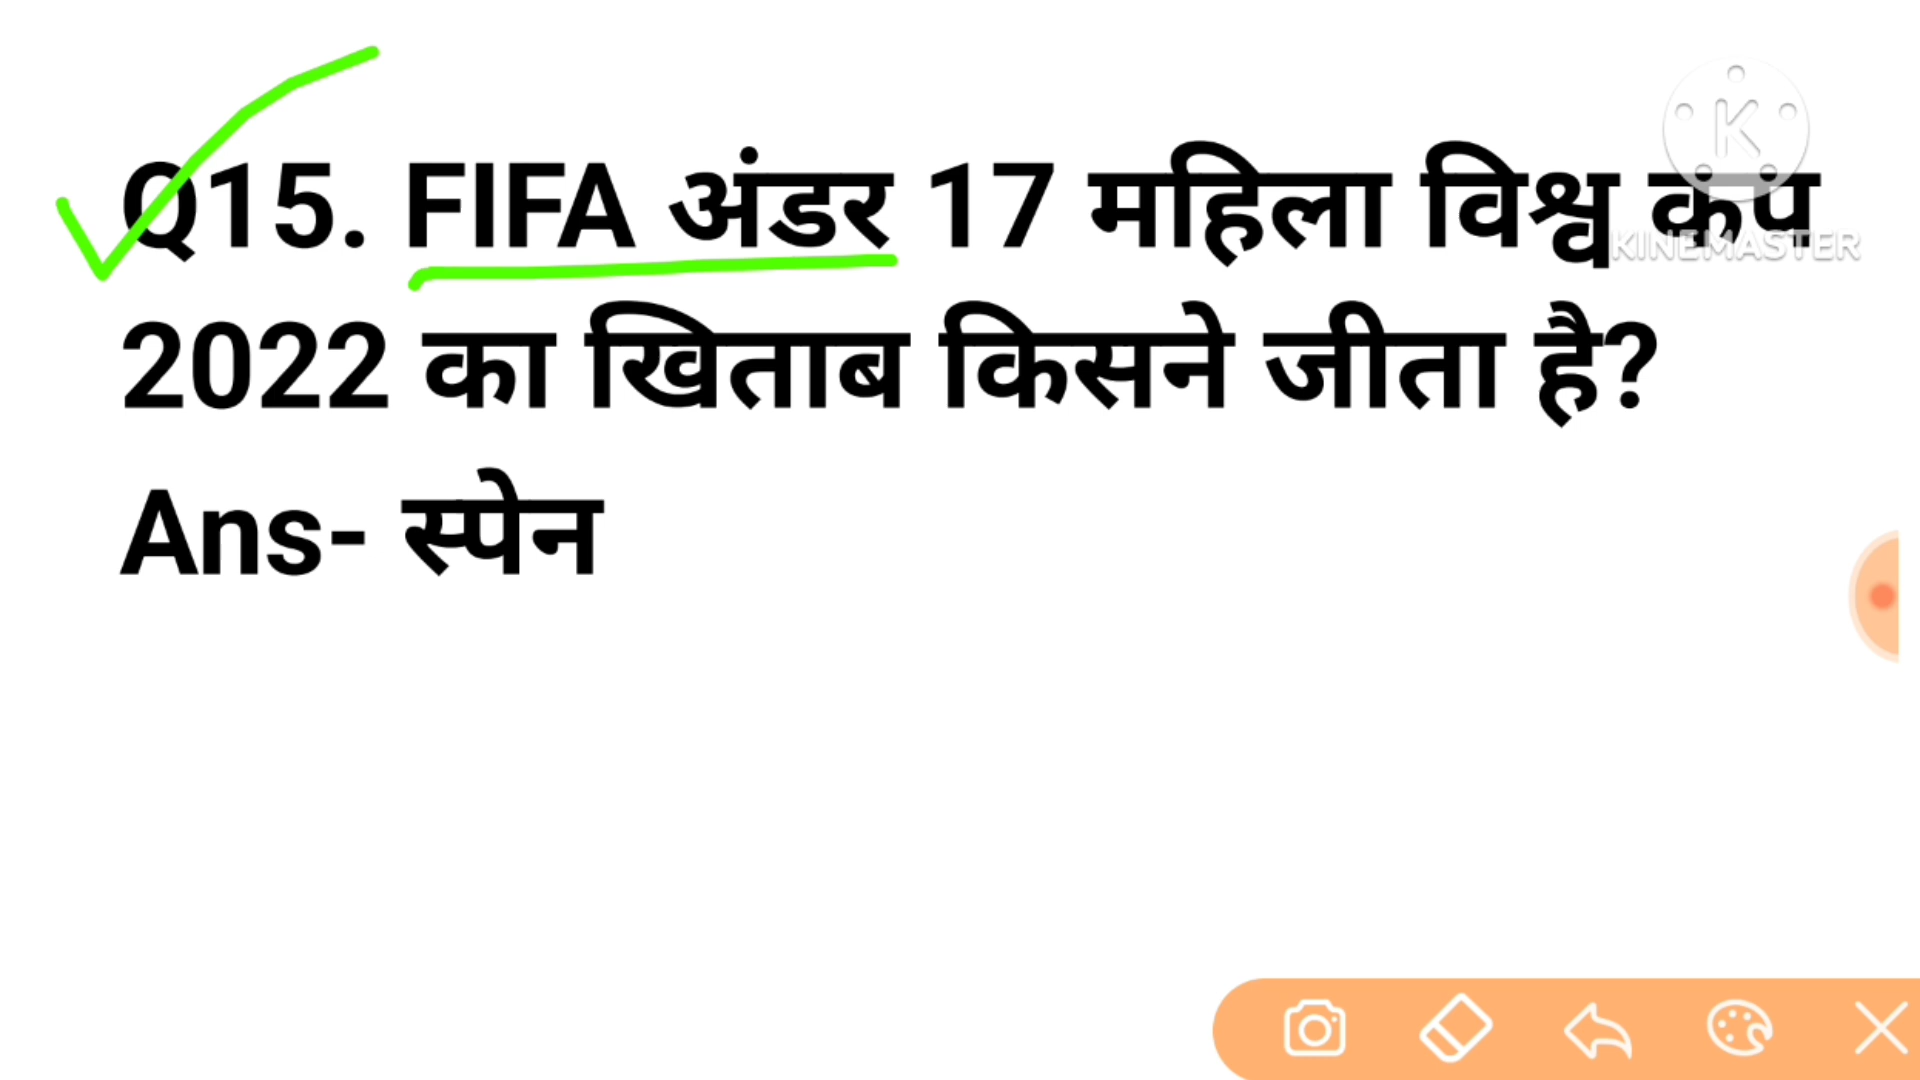 Q15. FIFA अंडर 17 महिला विश्व कप
KINEMASTER
2022 का खिताब किसने जीता है?
Ans- स्पेन